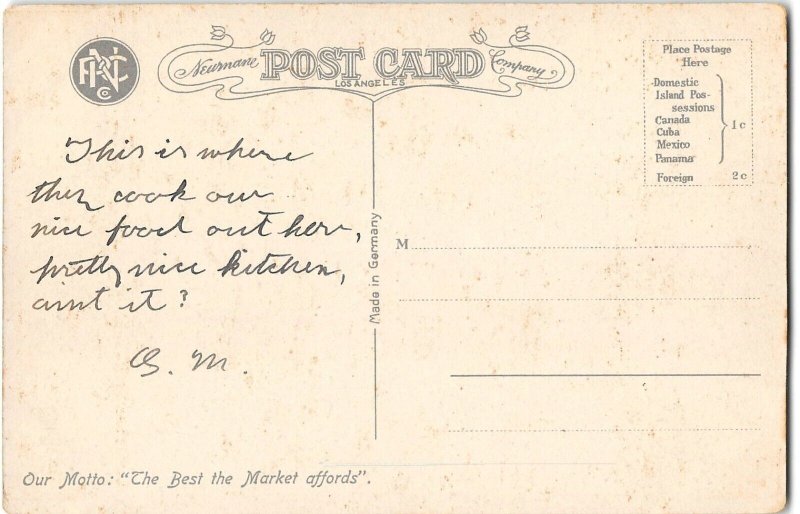 Neurnane POST CARD Company
LOS ANGELES
Place Postage
Here
Domestic
Island Pos-
sessions
Canada
Cuba
Mexico
Panama
1c
Foreign 2c
This is where
they cook our
nice food out here,
pretty nice kitchen,
aint it?
G. M.
Made in Germany
M
Our Motto: "The Best the Market affords".